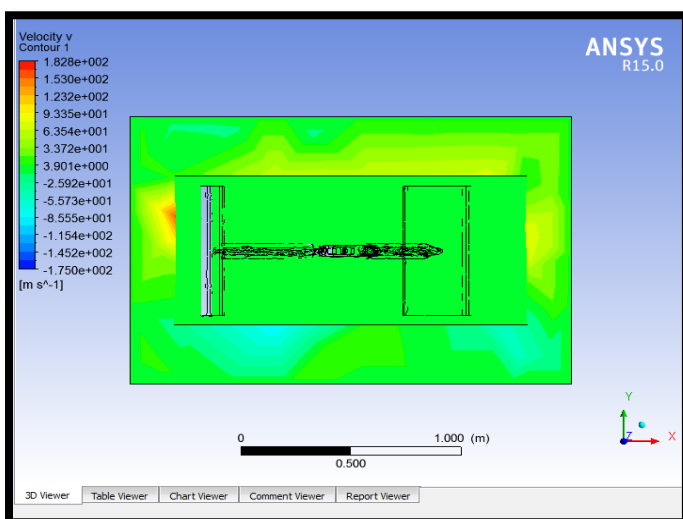 Velocity v
Contour 1
1.828e+002
1.530e+002
1.232e+002
9.335e+001
6.354e+001
3.372e+001
3.901e+000
-2.592e+001
-5.573e+001
-8.555e+001
-1.154e+002
-1.452e+002
-1.750e+002
[m s^-1]
ANSYS
R15.0
Y
Z X
0 1.000 (m)
0.500
3D Viewer Table Viewer Chart Viewer Comment Viewer Report Viewer